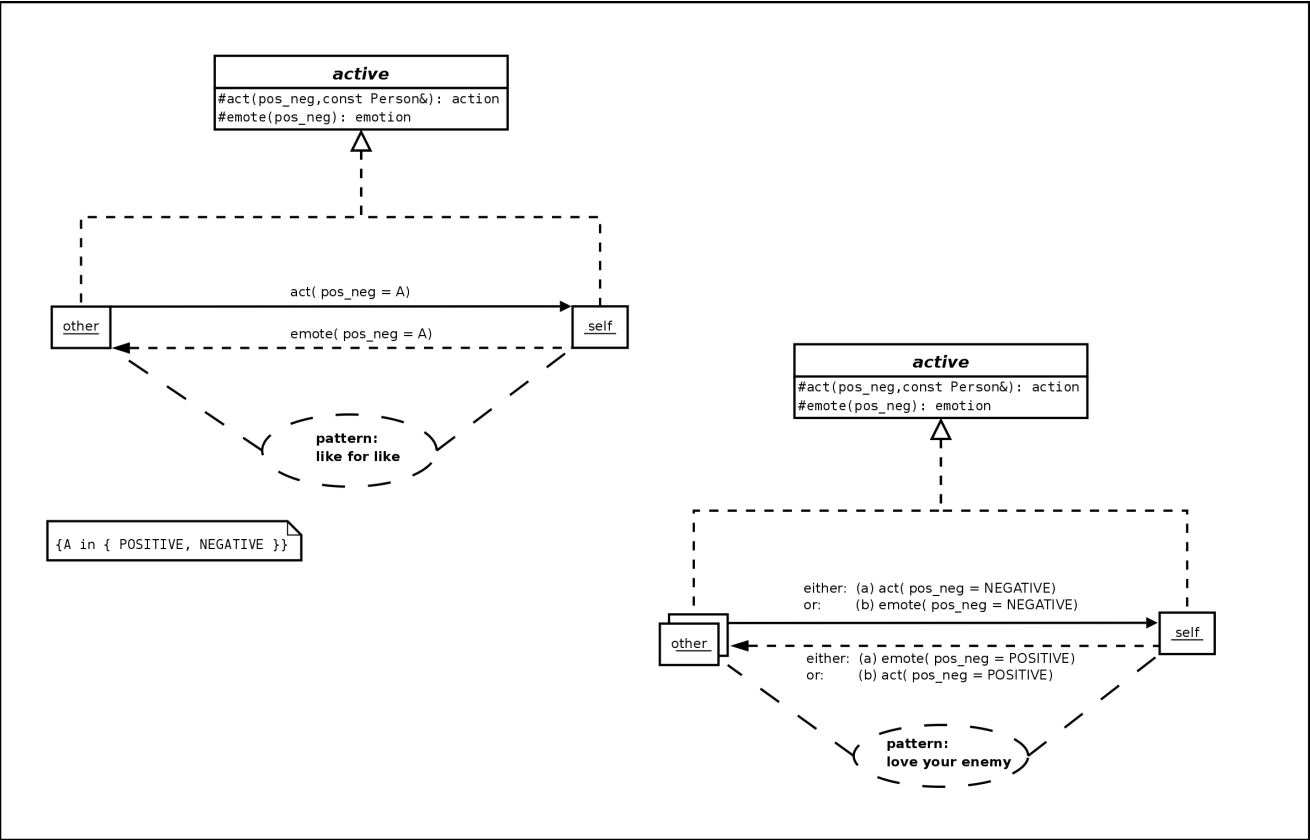 active
#act(pos_neg,const Person&): action
#emote(pos_neg): emotion
act( pos_neg = A)
other
self
emote( pos_neg = A)
pattern:
like for like
{A in { POSITIVE, NEGATIVE }}
active
#act(pos_neg,const Person&): action
#emote(pos_neg): emotion
either: (a) act( pos_neg = NEGATIVE)
or: (b) emote( pos_neg = NEGATIVE)
other
self
either: (a) emote( pos_neg = POSITIVE)
or: (b) act( pos_neg = POSITIVE)
pattern:
love your enemy